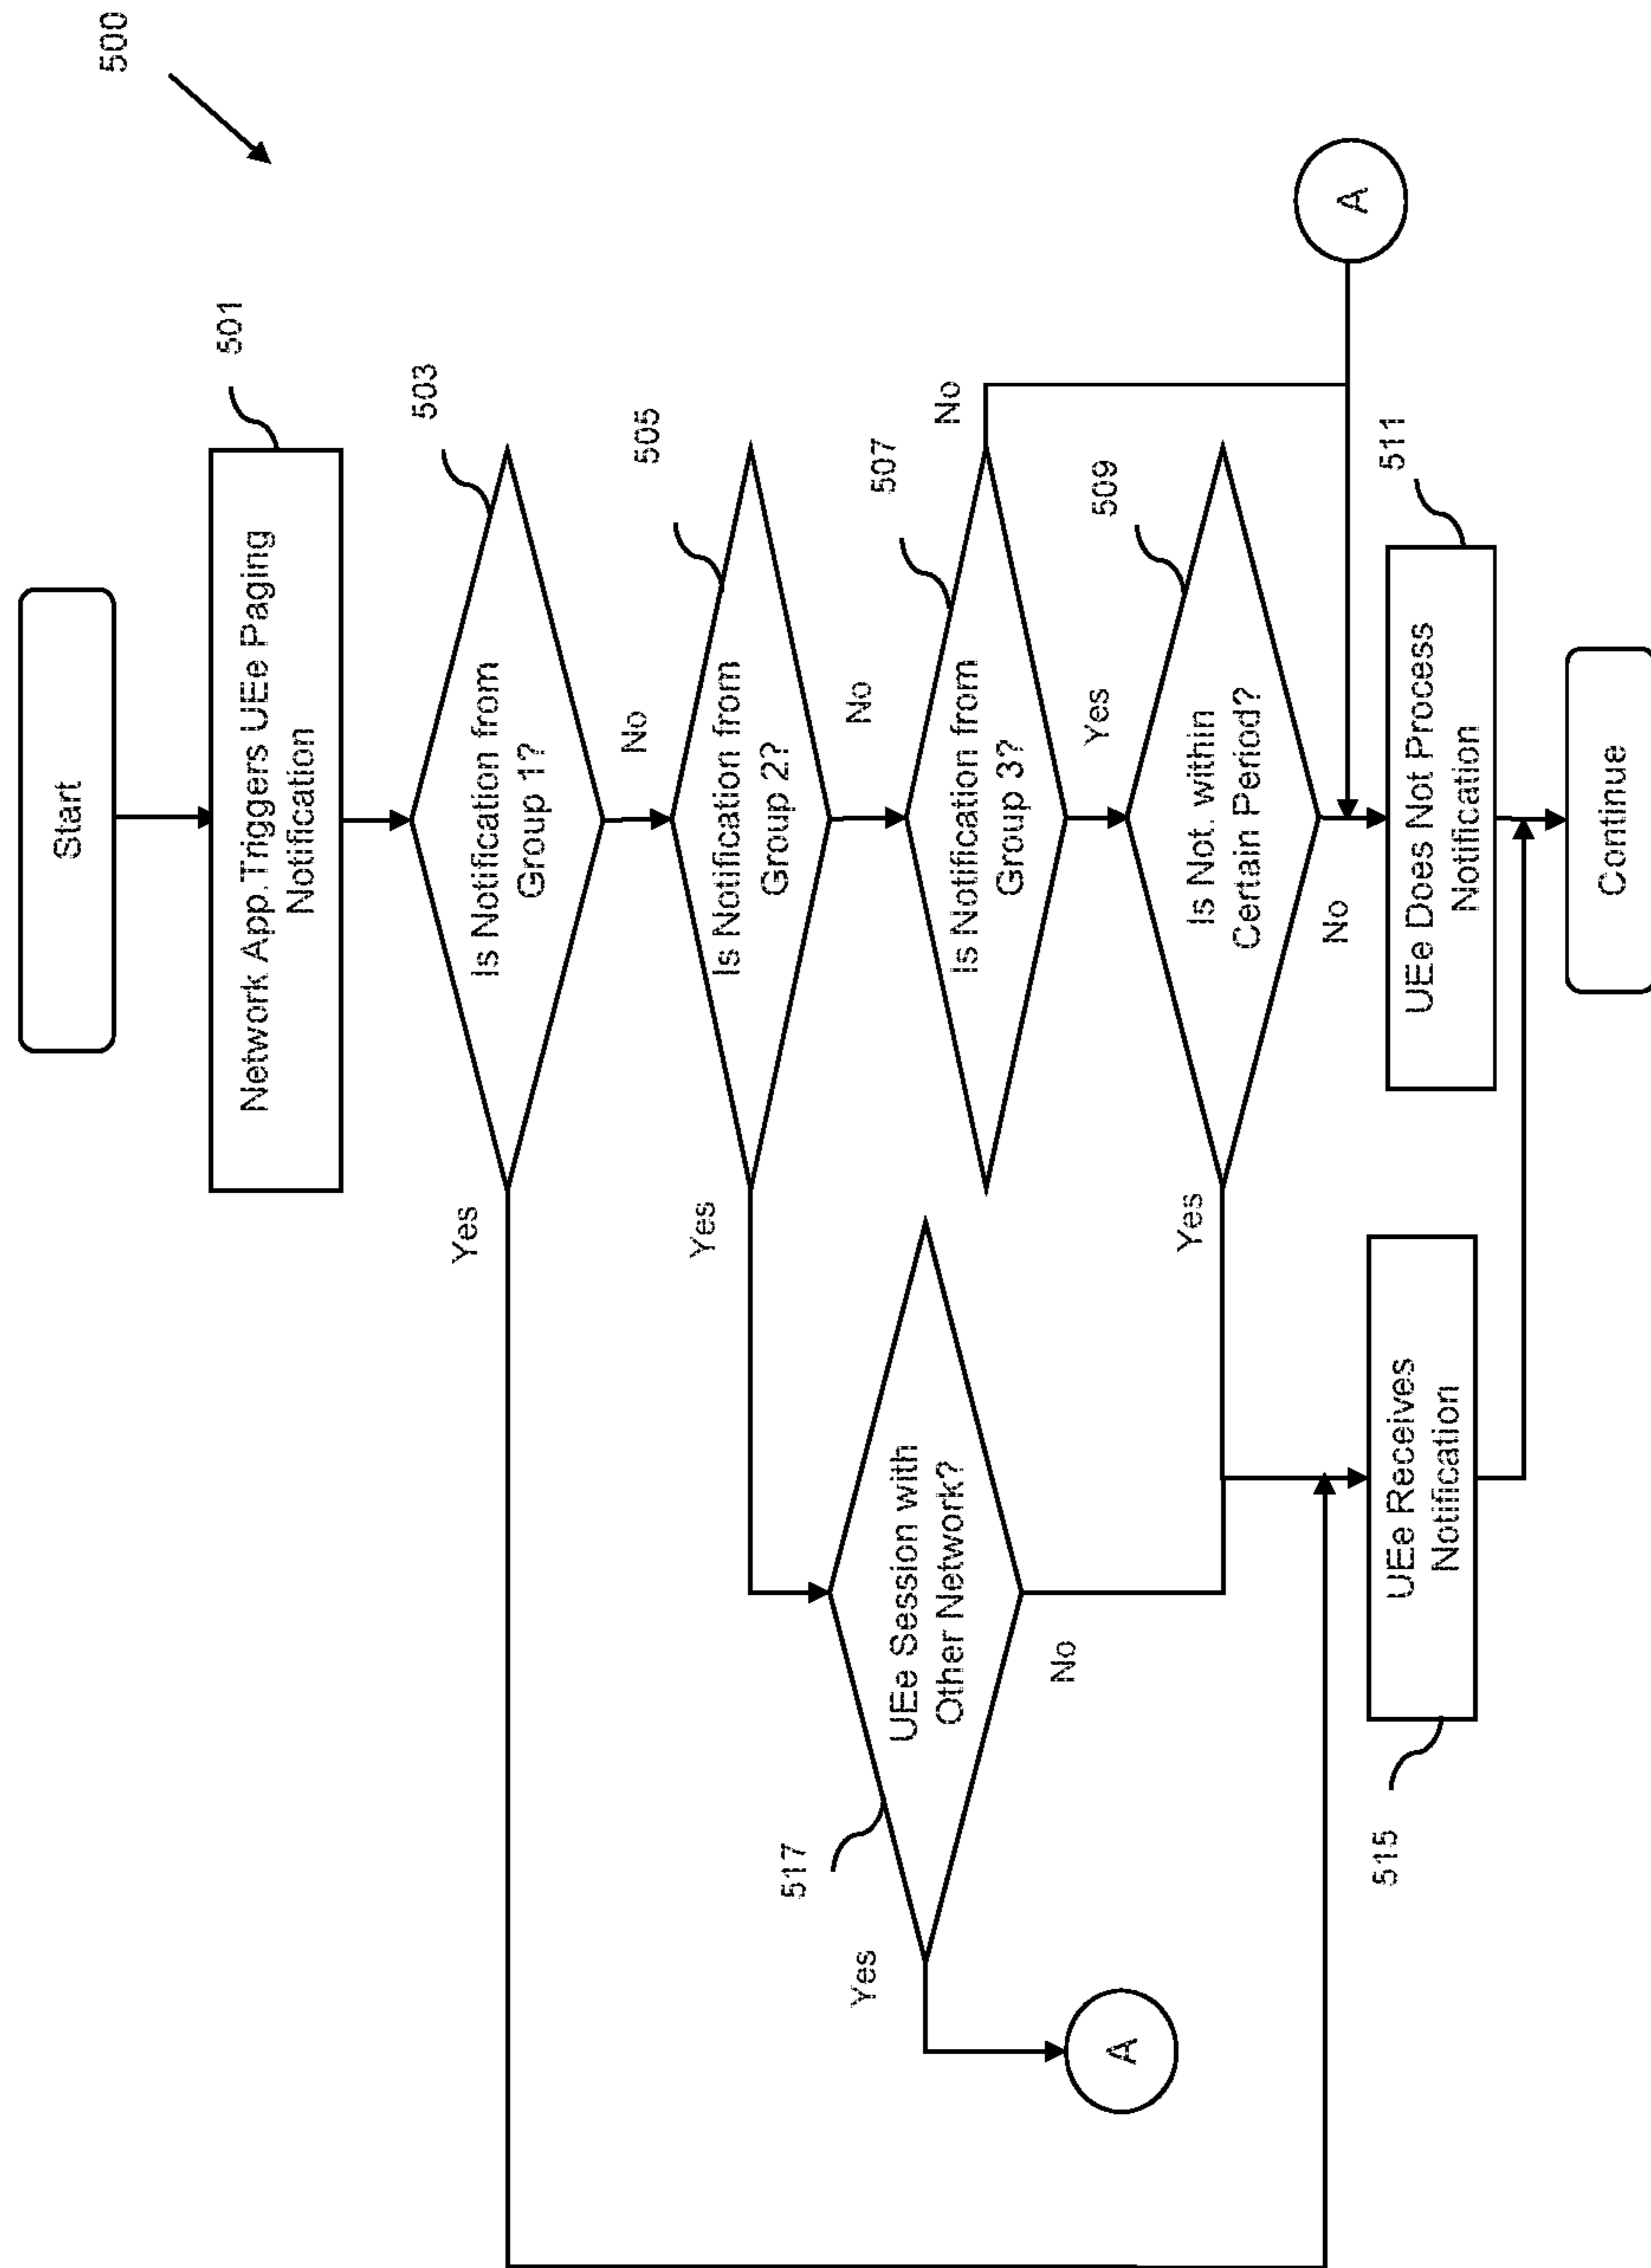 500
Start
501
Network App.Triggers UEe Paging
Notification
503
Is Notification from
Group 1?
Yes
No
505
Is Notification from
Group 2?
Yes
No
507
Is Notification from
Group 3?
No
Yes
517
UEe Session with
Other Network?
Yes
No
A
509
Is Not. within
Certain Period?
Yes
No
A
511
UEe Does Not Process
Notification
515
UEe Receives
Notification
Continue